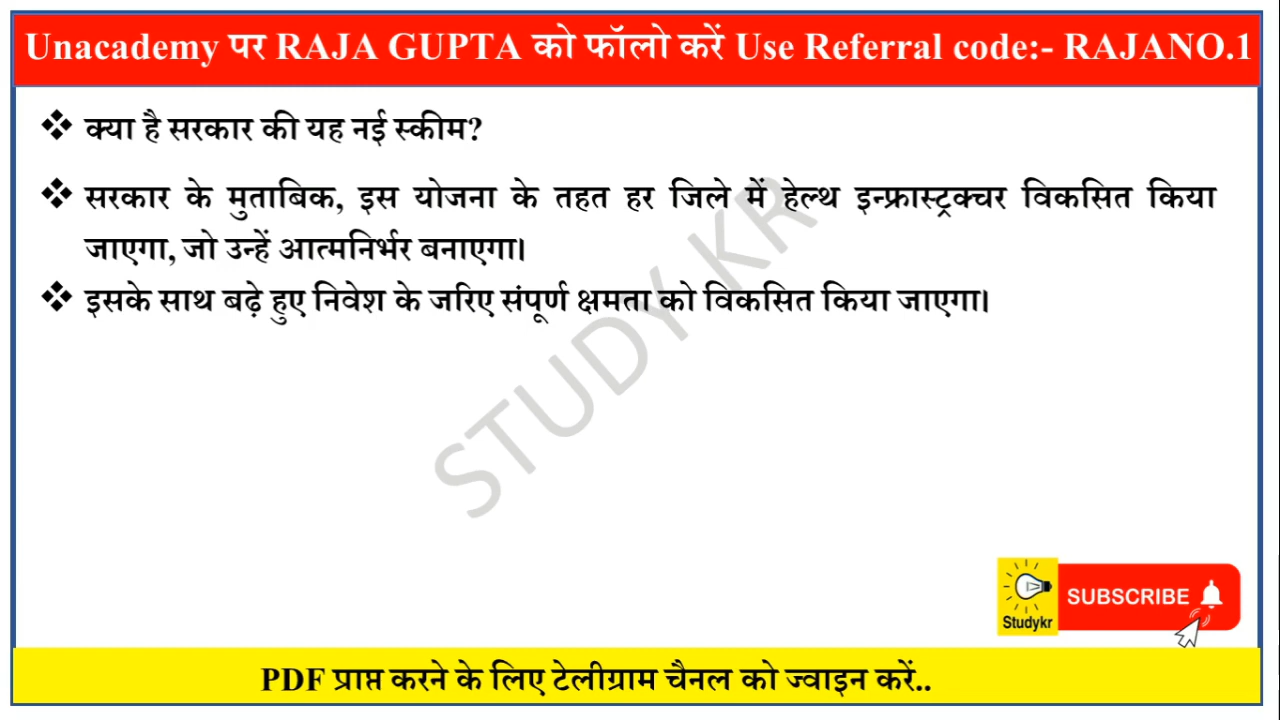 Unacademy पर RAJA GUPTA को फॉलो करें Use Referral code:- RAJANO.1
❖ क्या है सरकार की यह नई स्कीम?
❖ सरकार के मुताबिक, इस योजना के तहत हर जिले में हेल्थ इन्फ्रास्ट्रक्चर विकसित किया
जाएगा, जो उन्हें आत्मनिर्भर बनाएगा।
❖ इसके साथ बढ़े हुए निवेश के जरिए संपूर्ण क्षमता को विकसित किया जाएगा।
STUDY KR
SUBSCRIBE
Studykr
PDF प्राप्त करने के लिए टेलीग्राम चैनल को ज्वाइन करें..